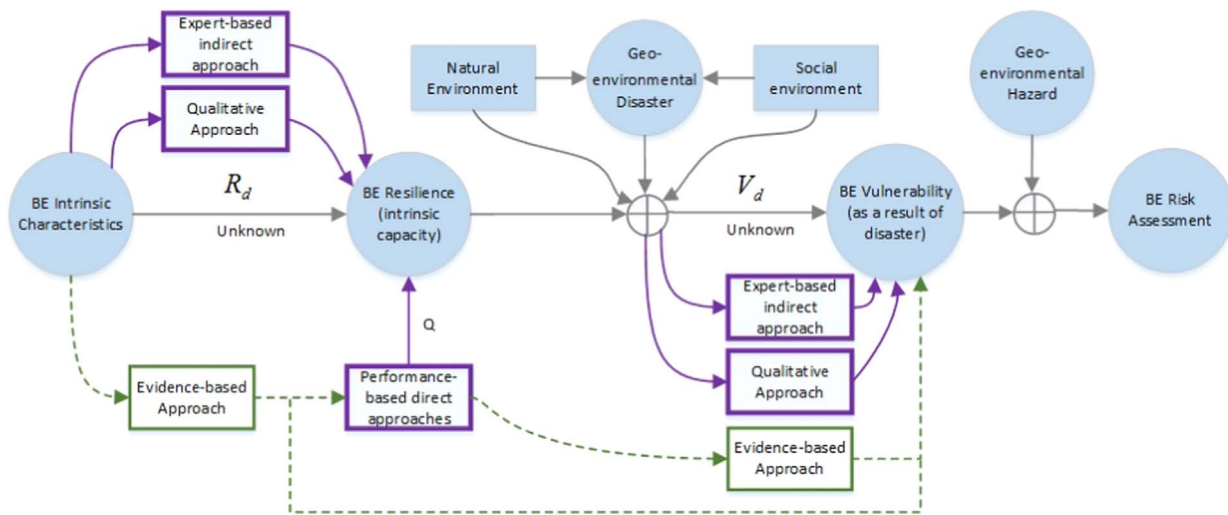 Expert-based
indirect
approach
Qualitative
Approach
Natural
Environment
Geo-
environmental
Disaster
Social
environment
Geo-
environmental
Hazard
BE Intrinsic
Characteristics
R_d
Unknown
BE Resilience
(intrinsic
capacity)
V_d
Unknown
BE Vulnerability
(as a result of
disaster)
BE Risk
Assessment
Expert-based
indirect
approach
Q
Qualitative
Approach
Evidence-based
Approach
Performance-
based direct
approaches
Evidence-based
Approach